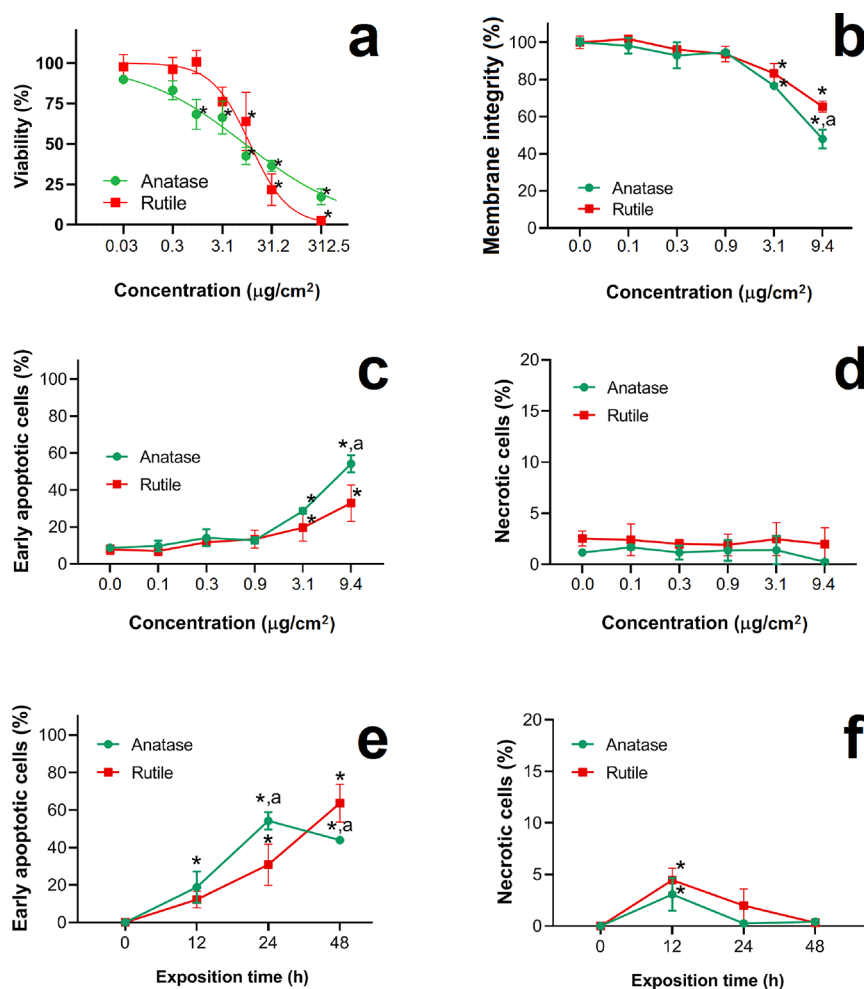 a
Viability (%)
150
100
50
25
0
* * * * * * * *
Anatase
Rutile
0.03 0.3 3.1 31.2 312.5
Concentration (μg/cm²)
b
Membrane integrity (%)
100
80
60
40
20
0
*
*
*
*,a
Anatase
Rutile
0.0 0.1 0.3 0.9 3.1 9.4
Concentration (μg/cm²)
c
Early apoptotic cells (%)
100
80
60
40
20
0
*,a
*
*
*
Anatase
Rutile
0.0 0.1 0.3 0.9 3.1 9.4
Concentration (μg/cm²)
d
Necrotic cells (%)
20
15
10
5
0
Anatase
Rutile
0.0 0.1 0.3 0.9 3.1 9.4
Concentration (μg/cm²)
e
Early apoptotic cells (%)
100
80
60
40
20
0
Anatase
Rutile
*
*,a
*
*
*,a
0 12 24 48
Exposition time (h)
f
Necrotic cells (%)
20
15
10
5
0
Anatase
Rutile
*
*
0 12 24 48
Exposition time (h)